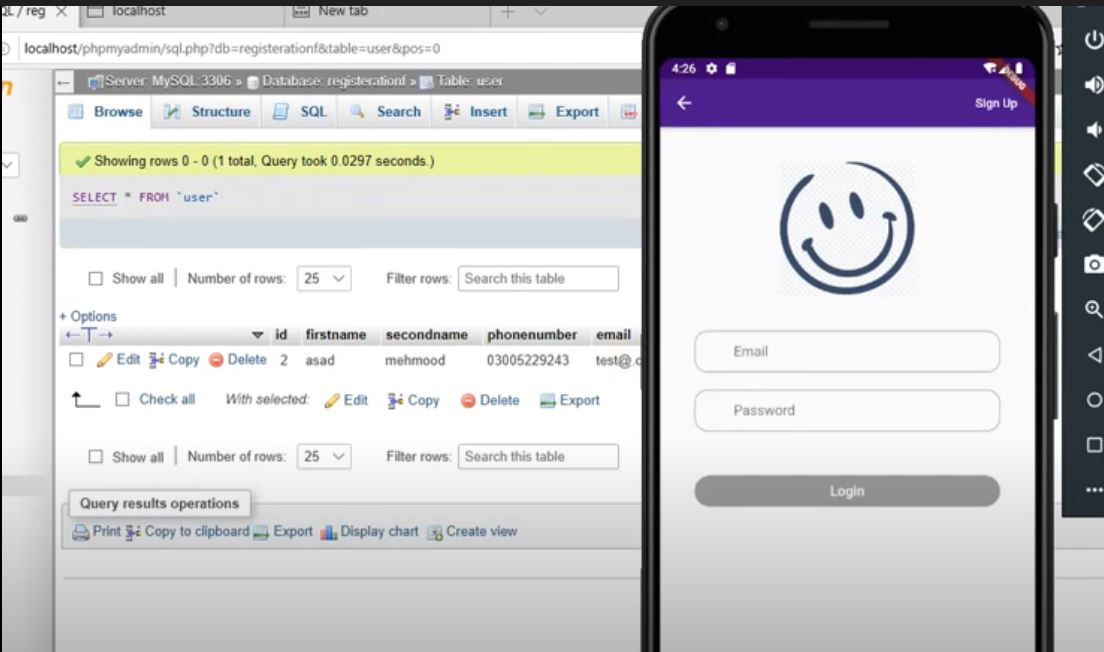 QL / reg
localhost
New tab
localhost/phpmyadmin/sql.php?db=registerationf&table=user&pos=0
Server: MySQL:3306 » Database: registerationf » Table: user
Browse Structure SQL Search Insert Export
Showing rows 0 - 0 (1 total, Query took 0.0297 seconds.)
SELECT * FROM `user`
Show all Number of rows: 25 Filter rows: Search this table
+ Options
id firstname secondname phonenumber email
Edit Copy Delete 2 asad mehmood 03005229243 test@.c
Check all With selected: Edit Copy Delete Export
Show all Number of rows: 25 Filter rows: Search this table
Query results operations
Print Copy to clipboard Export Display chart Create view
4:26
DEBUG
Sign Up
Email
Password
Login